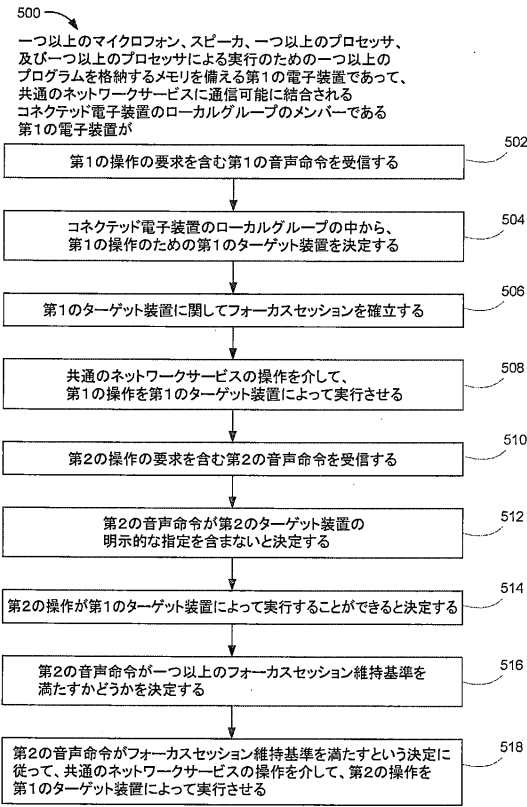 500
一つ以上のマイクロフォン、スピーカ、一つ以上のプロセッサ、
及び一つ以上のプロセッサによる実行のための一つ以上の
プログラムを格納するメモリを備える第1の電子装置であって、
共通のネットワークサービスに通信可能に結合される
コネクテッド電子装置のローカルグループのメンバーである
第1の電子装置が
502
第1の操作の要求を含む第1の音声命令を受信する
504
コネクテッド電子装置のローカルグループの中から、
第1の操作のための第1のターゲット装置を決定する
506
第1のターゲット装置に関してフォーカスセッションを確立する
508
共通のネットワークサービスの操作を介して、
第1の操作を第1のターゲット装置によって実行させる
510
第2の操作の要求を含む第2の音声命令を受信する
512
第2の音声命令が第2のターゲット装置の
明示的な指定を含まないと決定する
514
第2の操作が第1のターゲット装置によって実行することができると決定する
516
第2の音声命令が一つ以上のフォーカスセッション維持基準を
満たすかどうかを決定する
518
第2の音声命令がフォーカスセッション維持基準を満たすという決定に
従って、共通のネットワークサービスの操作を介して、第2の操作を
第1のターゲット装置によって実行させる